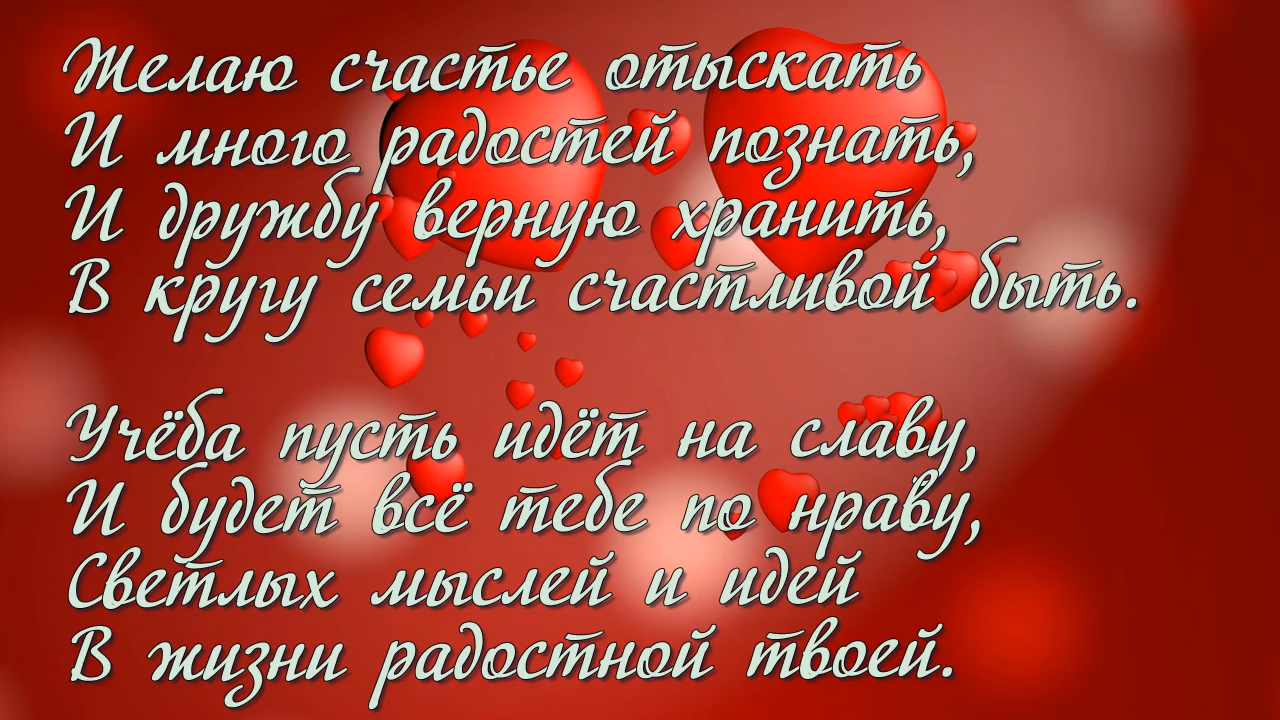 Желаю счастье отыскать
И много радостей познать,
И дружбу верную хранить,
В кругу семьи счастливой быть.
Учёба пусть идёт на славу,
И будет всё тебе по нраву,
Светлых мыслей и идей
В жизни радостной твоей.